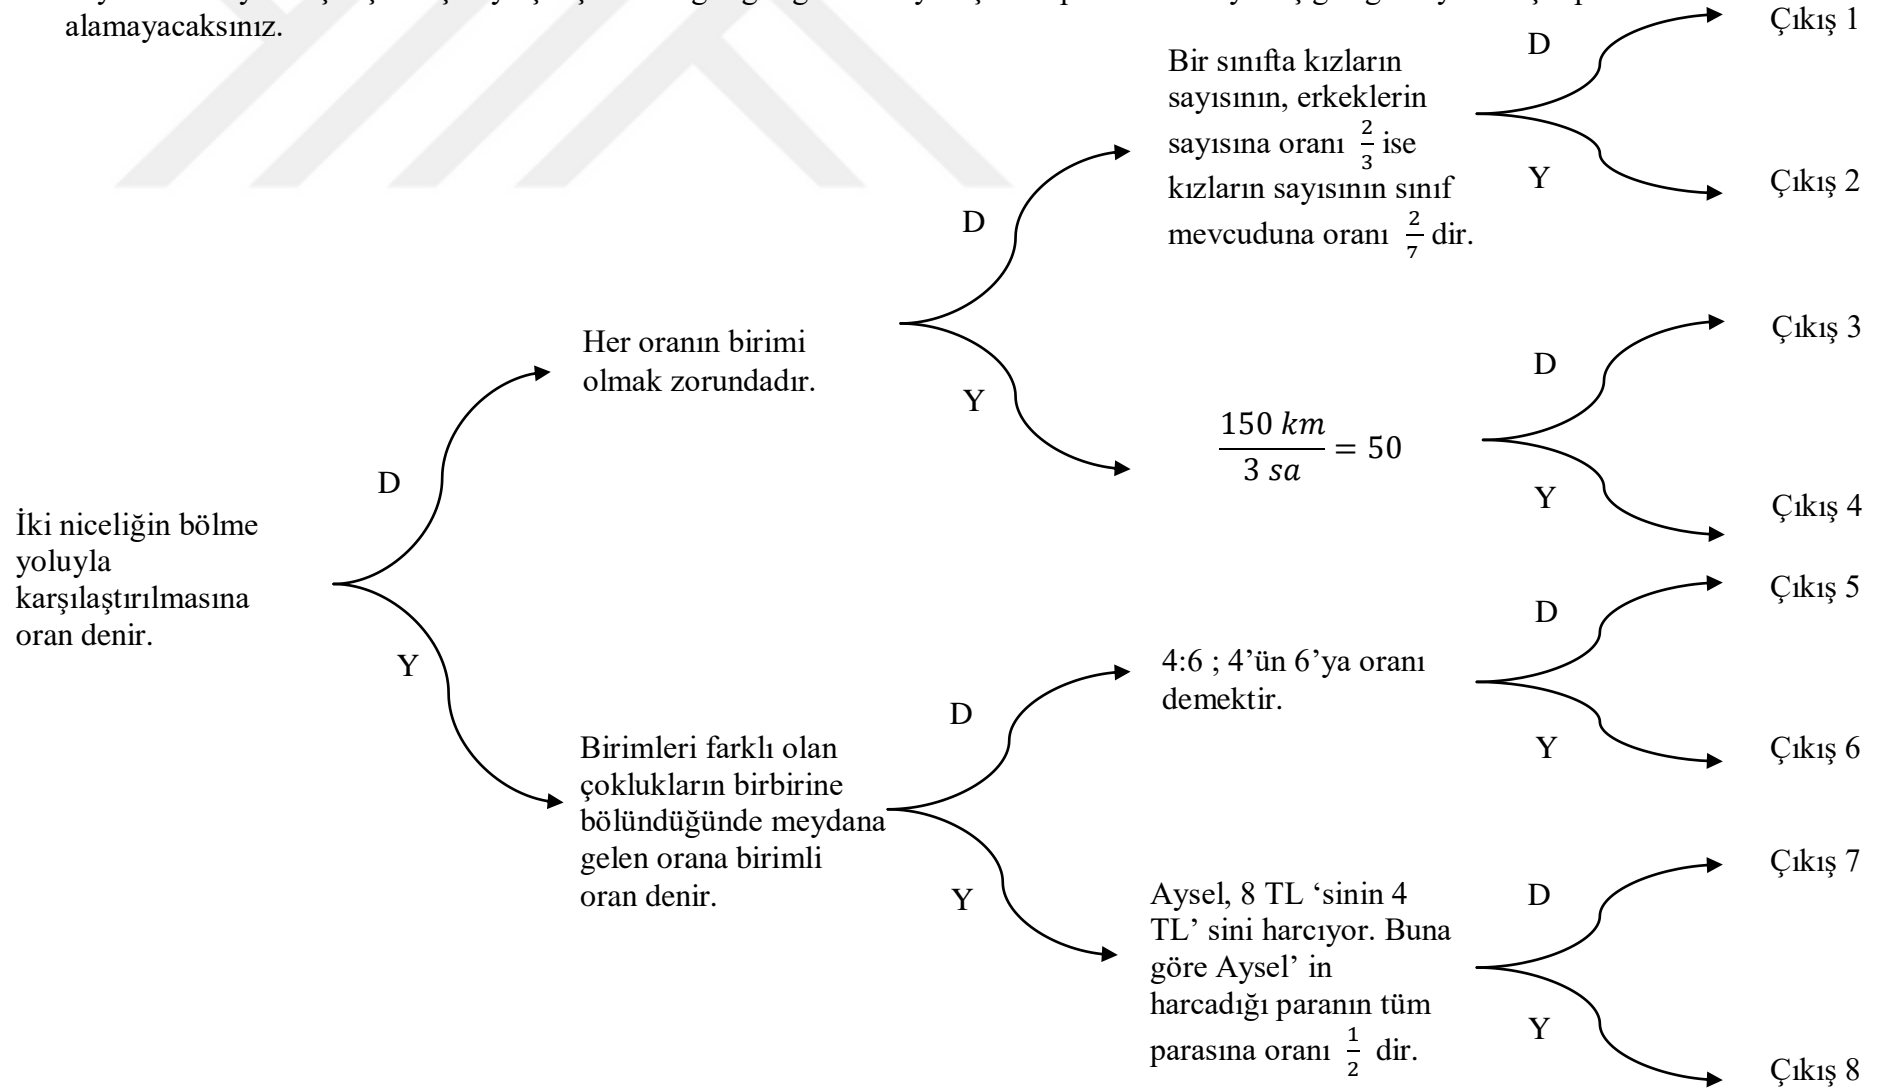 alamayacaksınız.
İki niceliğin bölme
yoluyla
karşılaştırılmasına
oran denir.
D
Y
Her oranın birimi
olmak zorundadır.
D
Y
Birimleri farklı olan
çoklukların birbirine
bölündüğünde meydana
gelen orana birimli
oran denir.
D
Y
Bir sınıfta kızların
sayısının, erkeklerin
sayısına oranı 2/3 ise
kızların sayısının sınıf
mevcuduna oranı 2/7 dir.
D
Y
Çıkış 1
Çıkış 2
150 km / 3 sa = 50
D
Y
Çıkış 3
Çıkış 4
4:6 ; 4’ün 6’ya oranı
demektir.
D
Y
Çıkış 5
Çıkış 6
Aysel, 8 TL ‘sinin 4
TL’ sini harcıyor. Buna
göre Aysel’ in
harcadığı paranın tüm
parasına oranı 1/2 dir.
D
Y
Çıkış 7
Çıkış 8